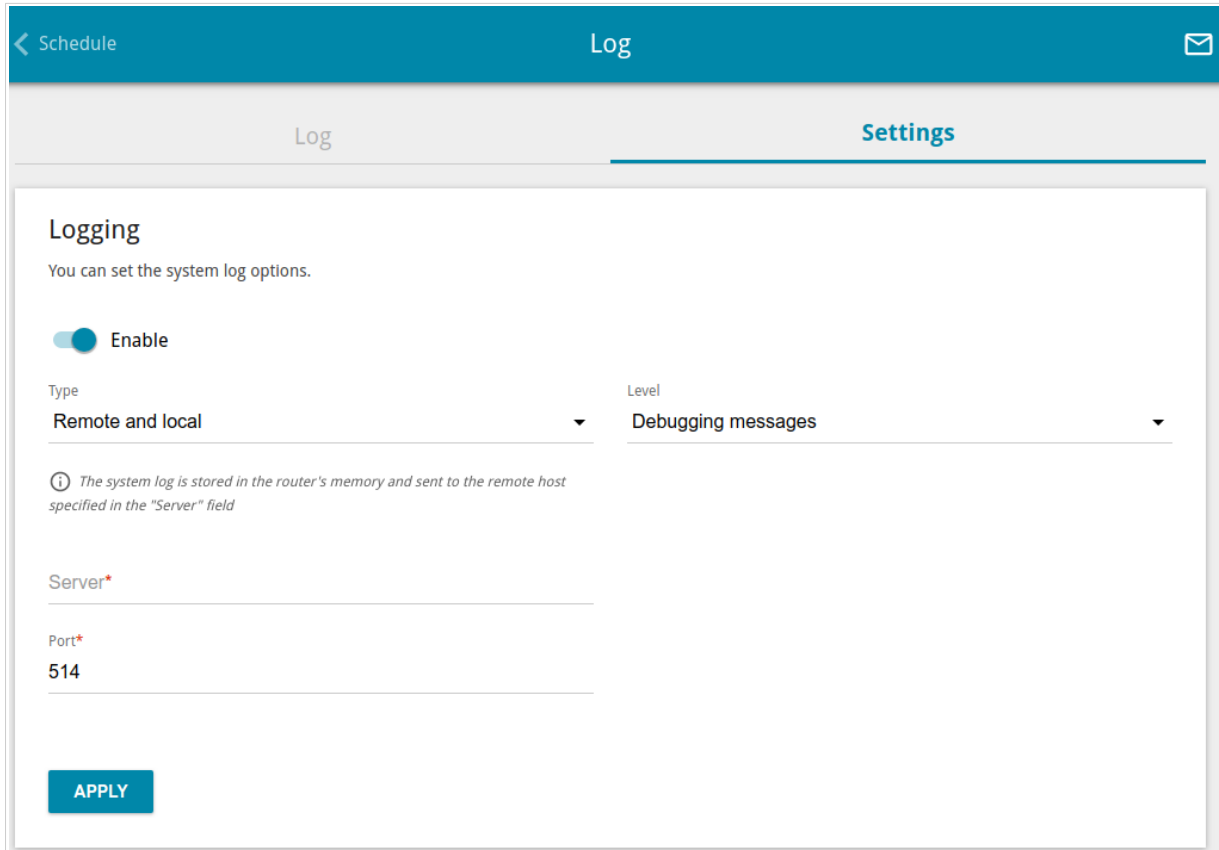 Schedule
Log
Log
Settings
Logging
You can set the system log options.
Enable
Type
Level
Remote and local
Debugging messages
The system log is stored in the router's memory and sent to the remote host
specified in the "Server" field
Server*
Port*
514
APPLY